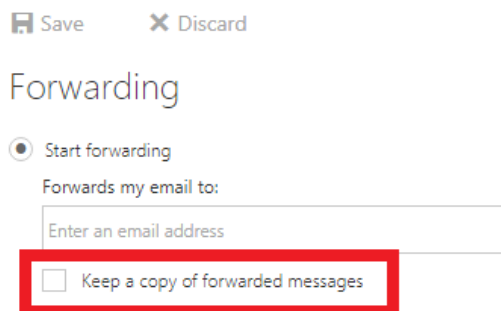 Save Discard
Forwarding
Start forwarding
Forwards my email to:
Enter an email address
Keep a copy of forwarded messages